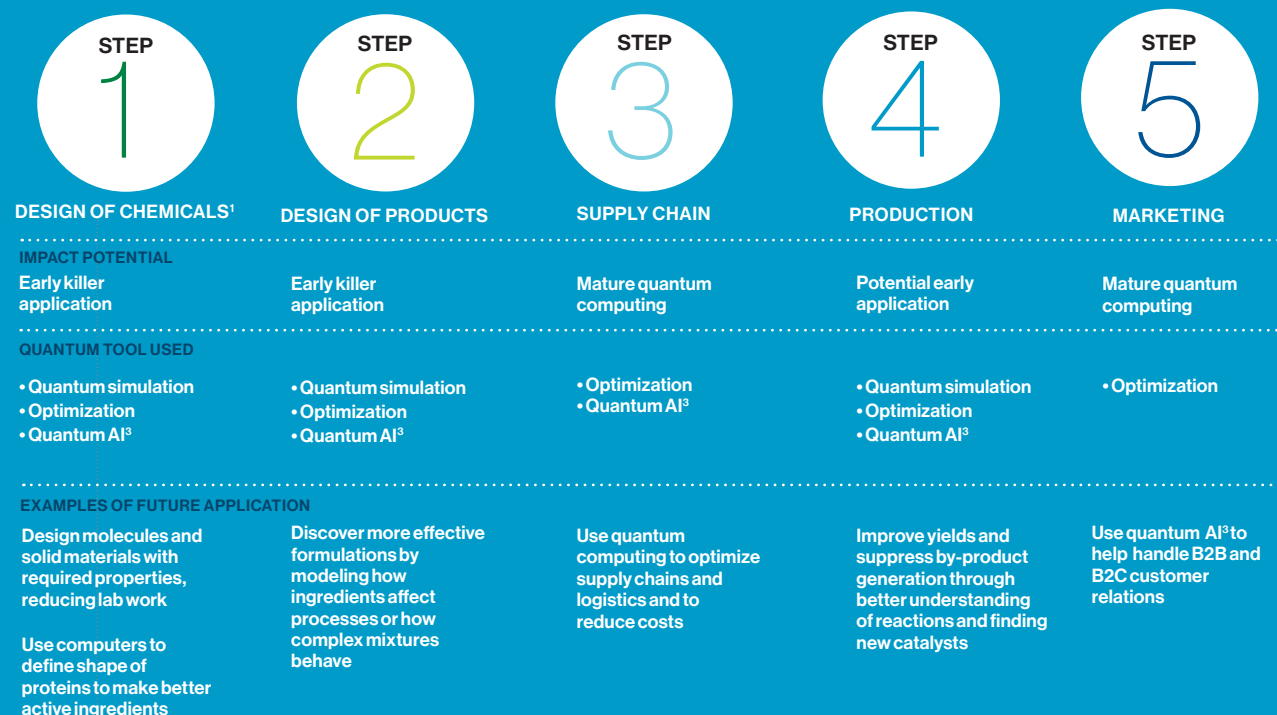 STEP
1
DESIGN OF CHEMICALS¹
STEP
2
DESIGN OF PRODUCTS
STEP
3
SUPPLY CHAIN
STEP
4
PRODUCTION
STEP
5
MARKETING
IMPACT POTENTIAL
Early killer
application
Early killer
application
Mature quantum
computing
Potential early
application
Mature quantum
computing
QUANTUM TOOL USED
• Quantum simulation
• Optimization
• Quantum AI³
• Quantum simulation
• Optimization
• Quantum AI³
• Optimization
• Quantum AI³
• Quantum simulation
• Optimization
• Quantum AI³
• Optimization
EXAMPLES OF FUTURE APPLICATION
Design molecules and
solid materials with
required properties,
reducing lab work
Use computers to
define shape of
proteins to make better
active ingredients
Discover more effective
formulations by
modeling how
ingredients affect
processes or how
complex mixtures
behave
Use quantum
computing to optimize
supply chains and
logistics and to
reduce costs
Improve yields and
suppress by-product
generation through
better understanding
of reactions and finding
new catalysts
Use quantum AI³ to
help handle B2B and
B2C customer
relations